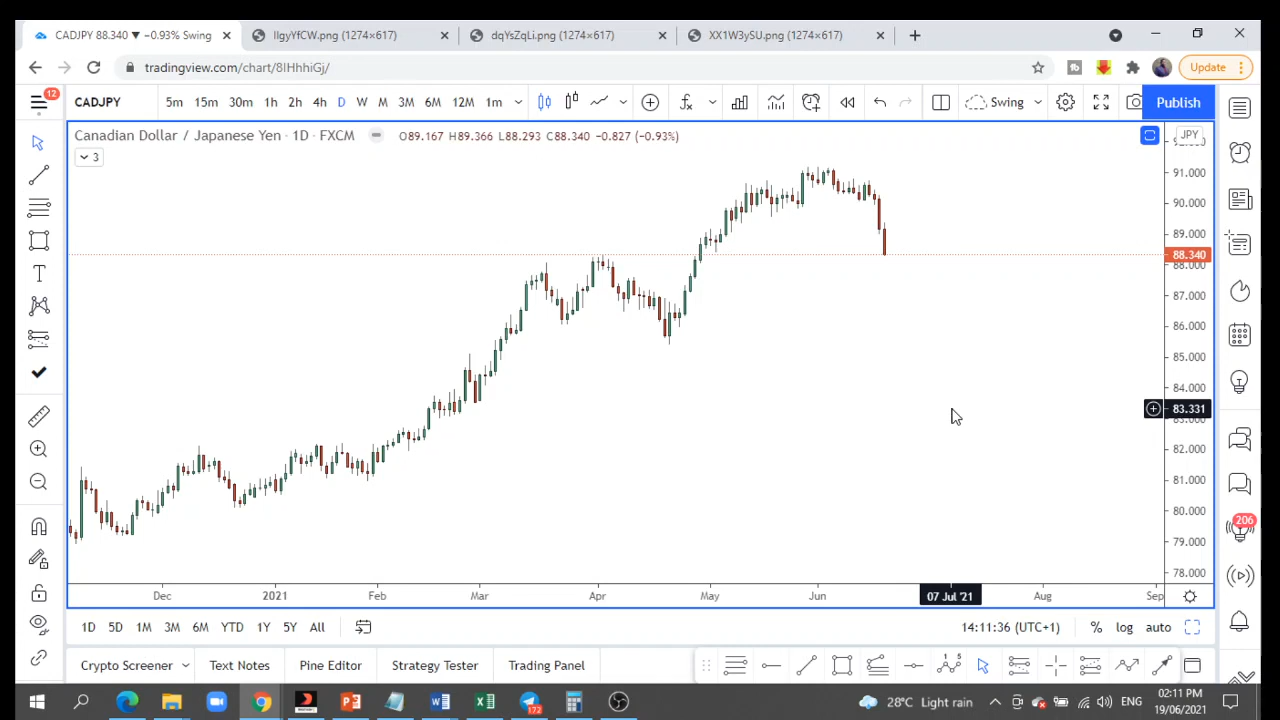 CADJPY 88.340 ▼ −0.93% Swing
IIgyYfCW.png (1274×617)
dqYsZqLi.png (1274×617)
XX1W3ySU.png (1274×617)
tradingview.com/chart/8IHhhiGj/
Update
12
CADJPY
5m 15m 30m 1h 2h 4h D W M 3M 6M 12M 1m
Swing
Publish
Canadian Dollar / Japanese Yen · 1D · FXCM
O89.167 H89.366 L88.293 C88.340 −0.827 (−0.93%)
JPY
3
91.000
90.000
89.000
88.340
88.000
87.000
86.000
85.000
84.000
83.331
83.000
82.000
81.000
80.000
79.000
78.000
206
Dec 2021 Feb Mar Apr May Jun 07 Jul '21 Aug Sep
1D 5D 1M 3M 6M YTD 1Y 5Y All
14:11:36 (UTC+1) % log auto
Crypto Screener Text Notes Pine Editor Strategy Tester Trading Panel
172
28°C Light rain
ENG
02:11 PM
19/06/2021